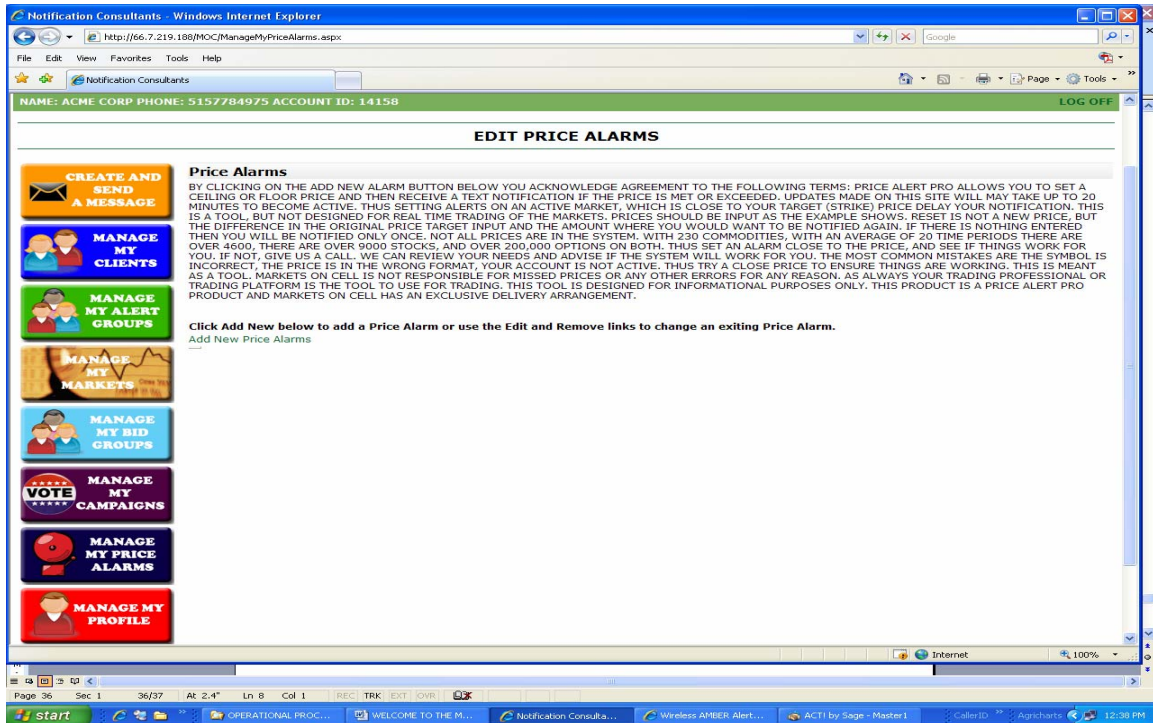 Notification Consultants - Windows Internet Explorer
http://66.7.219.188/MOC/ManageMyPriceAlarms.aspx
Google
File Edit View Favorites Tools Help
Notification Consultants
Page Tools
NAME: ACME CORP PHONE: 5157784975 ACCOUNT ID: 14158
LOG OFF
EDIT PRICE ALARMS
CREATE AND
SEND
A MESSAGE
MANAGE
MY
CLIENTS
MANAGE
MY ALERT
GROUPS
MANAGE
MY
MARKETS
MANAGE
MY BID
GROUPS
VOTE
MANAGE
MY
CAMPAIGNS
MANAGE
MY PRICE
ALARMS
MANAGE MY
PROFILE
Price Alarms
BY CLICKING ON THE ADD NEW ALARM BUTTON BELOW YOU ACKNOWLEDGE AGREEMENT TO THE FOLLOWING TERMS: PRICE ALERT PRO ALLOWS YOU TO SET A
CEILING OR FLOOR PRICE AND THEN RECEIVE A TEXT NOTIFICATION IF THE PRICE IS MET OR EXCEEDED. UPDATES MADE ON THIS SITE WILL MAY TAKE UP TO 20
MINUTES TO BECOME ACTIVE. THUS SETTING ALERTS ON AN ACTIVE MARKET, WHICH IS CLOSE TO YOUR TARGET (STRIKE) PRICE DELAY YOUR NOTIFICATION. THIS
IS A TOOL, BUT NOT DESIGNED FOR REAL TIME TRADING OF THE MARKETS. PRICES SHOULD BE INPUT AS THE EXAMPLE SHOWS. RESET IS NOT A NEW PRICE, BUT
THE DIFFERENCE IN THE ORIGINAL PRICE TARGET INPUT AND THE AMOUNT WHERE YOU WOULD WANT TO BE NOTIFIED AGAIN. IF THERE IS NOTHING ENTERED
THEN YOU WILL BE NOTIFIED ONLY ONCE. NOT ALL PRICES ARE IN THE SYSTEM. WITH 230 COMMODITIES, WITH AN AVERAGE OF 20 TIME PERIODS THERE ARE
OVER 4600, THERE ARE OVER 9000 STOCKS, AND OVER 200,000 OPTIONS ON BOTH. THUS SET AN ALARM CLOSE TO THE PRICE, AND SEE IF THINGS WORK FOR
YOU. IF NOT, GIVE US A CALL. WE CAN REVIEW YOUR NEEDS AND ADVISE IF THE SYSTEM WILL WORK FOR YOU. THE MOST COMMON MISTAKES ARE THE SYMBOL IS
INCORRECT, THE PRICE IS IN THE WRONG FORMAT, YOUR ACCOUNT IS NOT ACTIVE. THUS TRY A CLOSE PRICE TO ENSURE THINGS ARE WORKING. THIS IS MEANT
AS A TOOL. MARKETS ON CELL IS NOT RESPONSIBLE FOR MISSED PRICES OR ANY OTHER ERRORS FOR ANY REASON. AS ALWAYS YOUR TRADING PROFESSIONAL OR
TRADING PLATFORM IS THE TOOL TO USE FOR TRADING. THIS TOOL IS DESIGNED FOR INFORMATIONAL PURPOSES ONLY. THIS PRODUCT IS A PRICE ALERT PRO
PRODUCT AND MARKETS ON CELL HAS AN EXCLUSIVE DELIVERY ARRANGEMENT.
Click Add New below to add a Price Alarm or use the Edit and Remove links to change an exiting Price Alarm.
Add New Price Alarms
Internet 100%
Page 36 Sec 1 36/37 At 2.4" Ln 8 Col 1 REC TRK EXT OVR
start OPERATIONAL PROC... WELCOME TO THE M... Notification Consulta... Wireless AMBER Alert... ACT! by Sage - Master1 CallerID Agricharts 12:38 PM